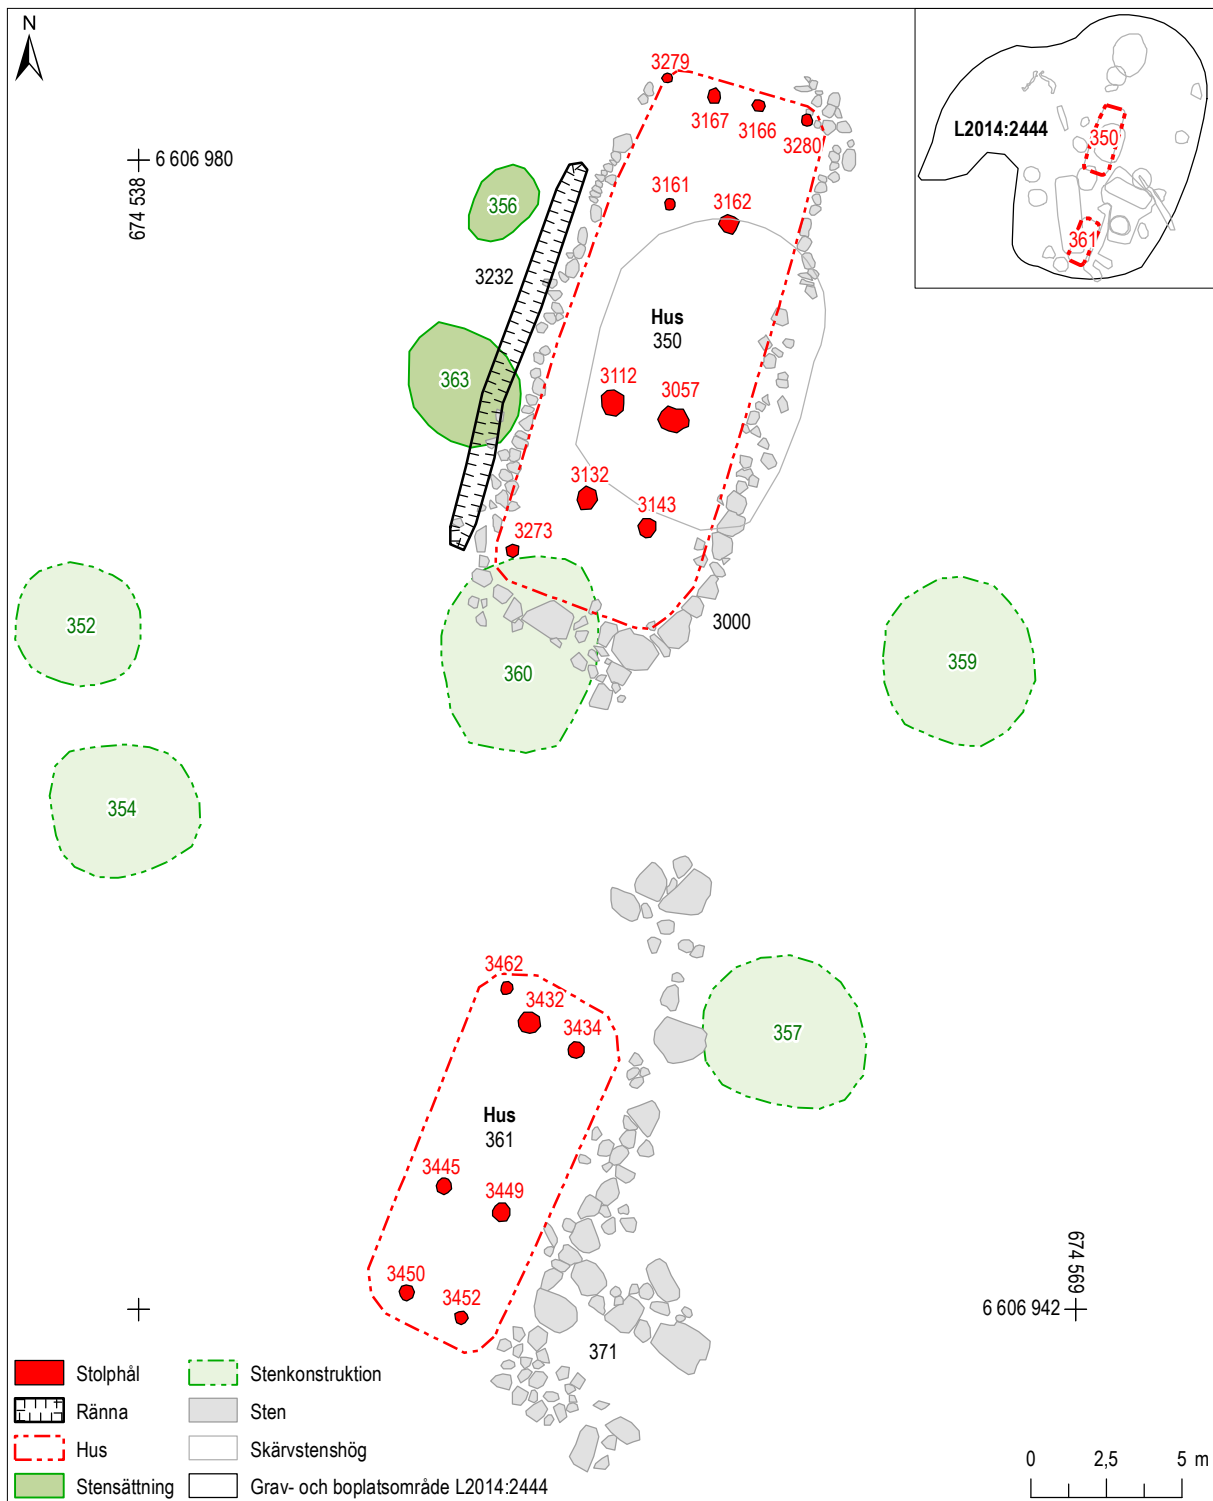 N
3279
3167
3166
3280
L2014:2444
350
361
6 606 980
674 538
3161
3162
356
3232
Hus
350
363
3112
3057
3132
3143
3273
352
3000
360
359
354
3462
3432
3434
357
Hus
361
3445
3449
3450
3452
371
674 569
6 606 942
Stolphål
Ränna
Hus
Stensättning
Stenkonstruktion
Sten
Skärvstenshög
Grav- och boplatsområde L2014:2444
0 2,5 5 m